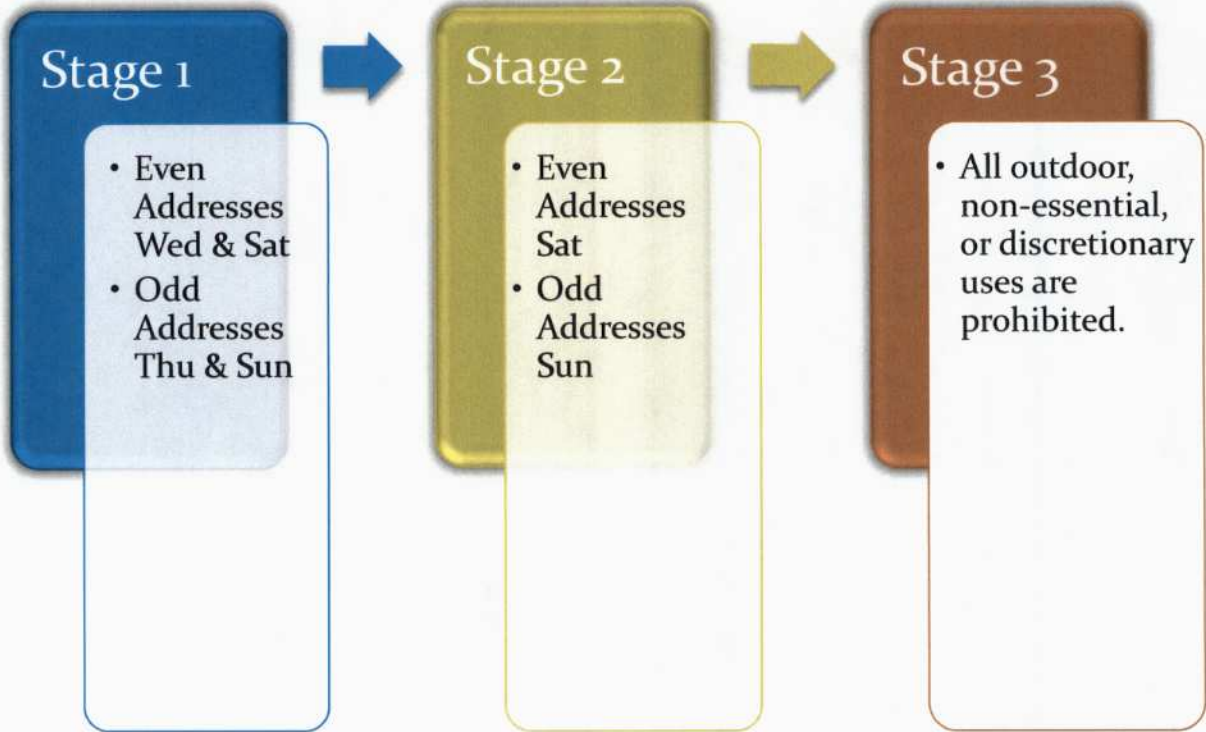 Stage 1
• Even
Addresses
Wed & Sat
• Odd
Addresses
Thu & Sun
Stage 2
• Even
Addresses
Sat
• Odd
Addresses
Sun
Stage 3
• All outdoor,
non-essential,
or discretionary
uses are
prohibited.